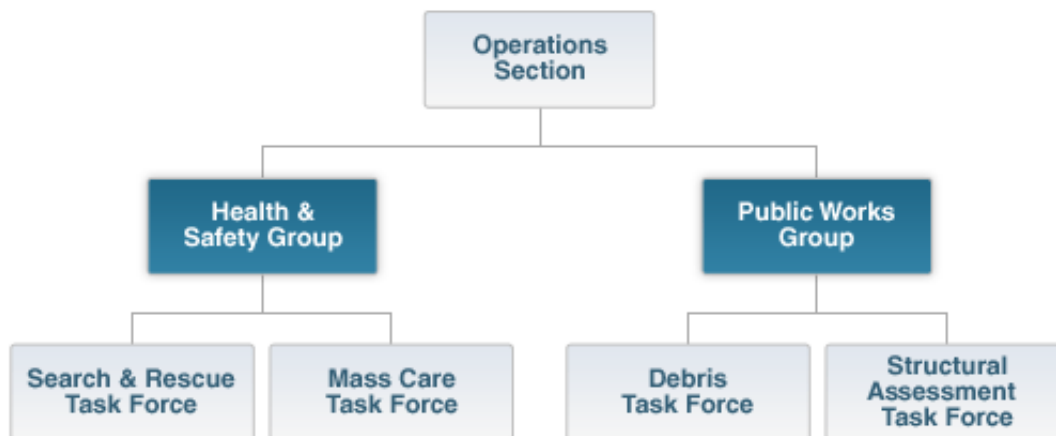 Operations
Section
Health &
Safety Group
Public Works
Group
Search & Rescue
Task Force
Mass Care
Task Force
Debris
Task Force
Structural
Assessment
Task Force